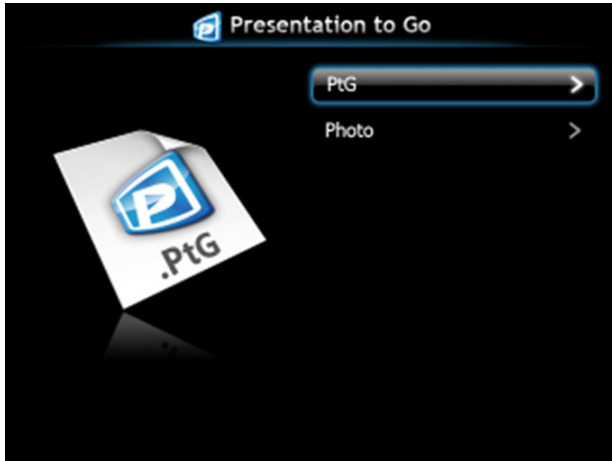 Presentation to Go
PtG >
Photo >
P
.PtG